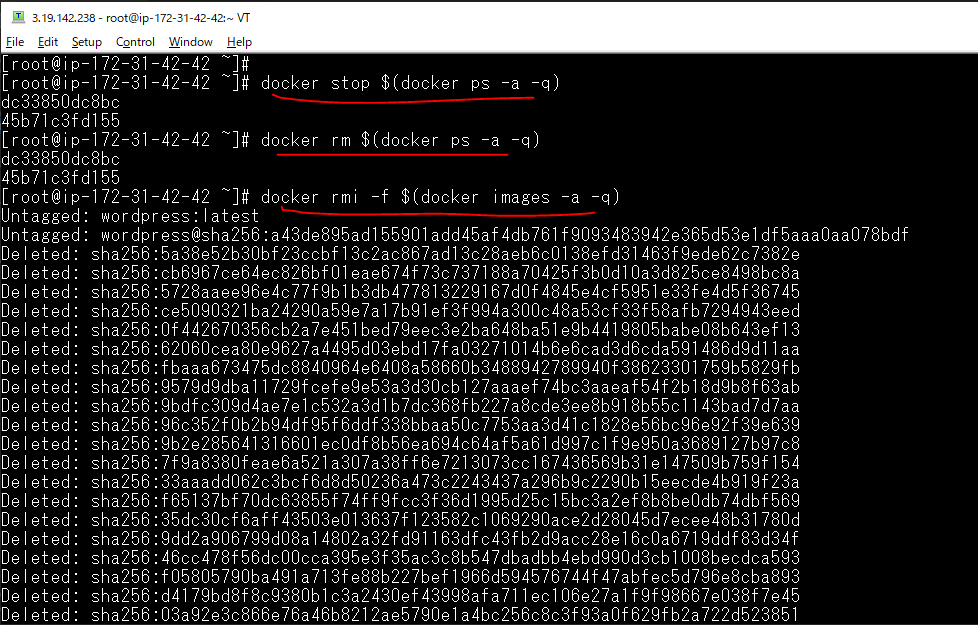 3.19.142.238 - root@ip-172-31-42-42:~ VT
File Edit Setup Control Window Help
[root@ip-172-31-42-42 ~]#
[root@ip-172-31-42-42 ~]# docker stop $(docker ps -a -q)
dc33850dc8bc
45b71c3fd155
[root@ip-172-31-42-42 ~]# docker rm $(docker ps -a -q)
dc33850dc8bc
45b71c3fd155
[root@ip-172-31-42-42 ~]# docker rmi -f $(docker images -a -q)
Untagged: wordpress:latest
Untagged: wordpress@sha256:a43de895ad155901add45af4db761f9093483942e365d53e1df5aaa0aa078bdf
Deleted: sha256:5a38e52b30bf23ccbf13c2ac867ad13c28aeb6c0138efd31463f9ede62c7382e
Deleted: sha256:cb6967ce64ec826bf01eae674f73c737188a70425f3b0d10a3d825ce8498bc8a
Deleted: sha256:5728aaee96e4c77f9b1b3db477813229167d0f4845e4cf5951e33fe4d5f36745
Deleted: sha256:ce5090321ba24290a59e7a17b91ef3f994a300c48a53cf33f58afb7294943eed
Deleted: sha256:0f442670356cb2a7e451bed79eec3e2ba648ba51e9b4419805babe08b643ef13
Deleted: sha256:62060cea80e9627a4495d03ebd17fa03271014b6e6cad3d6cda591486d9d11aa
Deleted: sha256:fbaaa673475dc8840964e6408a58660b3488942789940f38623301759b5829fb
Deleted: sha256:9579d9dba11729fcefe9e53a3d30cb127aaaef74bc3aaeaf54f2b18d9b8f63ab
Deleted: sha256:9bdfc309d4ae7e1c532a3d1b7dc368fb227a8cde3ee8b918b55c1143bad7d7aa
Deleted: sha256:96c352f0b2b94df95f6ddf338bbaa50c7753aa3d41c1828e56bc96e92f39e639
Deleted: sha256:9b2e285641316601ec0df8b56ea694c64af5a61d997c1f9e950a3689127b97c8
Deleted: sha256:7f9a8380feae6a521a307a38ff6e7213073cc167436569b31e147509b759f154
Deleted: sha256:33aaadd062c3bcf6d8d50236a473c2243437a296b9c2290b15eecde4b919f23a
Deleted: sha256:f65137bf70dc63855f74ff9fcc3f36d1995d25c15bc3a2ef8b8be0db74dbf569
Deleted: sha256:35dc30cf6aff43503e013637f123582c1069290ace2d28045d7ecee48b31780d
Deleted: sha256:9dd2a906799d08a14802a32fd91163dfc43fb2d9acc28e16c0a6719ddf83d34f
Deleted: sha256:46cc478f56dc00cca395e3f35ac3c8b547dbadbb4ebd990d3cb1008becdca593
Deleted: sha256:f05805790ba491a713fe88b227bef1966d594576744f47abfec5d796e8cba893
Deleted: sha256:d4179bd8f8c9380b1c3a2430ef43998afa711ec106e27a1f9f98667e038f7e45
Deleted: sha256:03a92e3c866e76a46b8212ae5790e1a4bc256c8c3f93a0f629fb2a722d523851